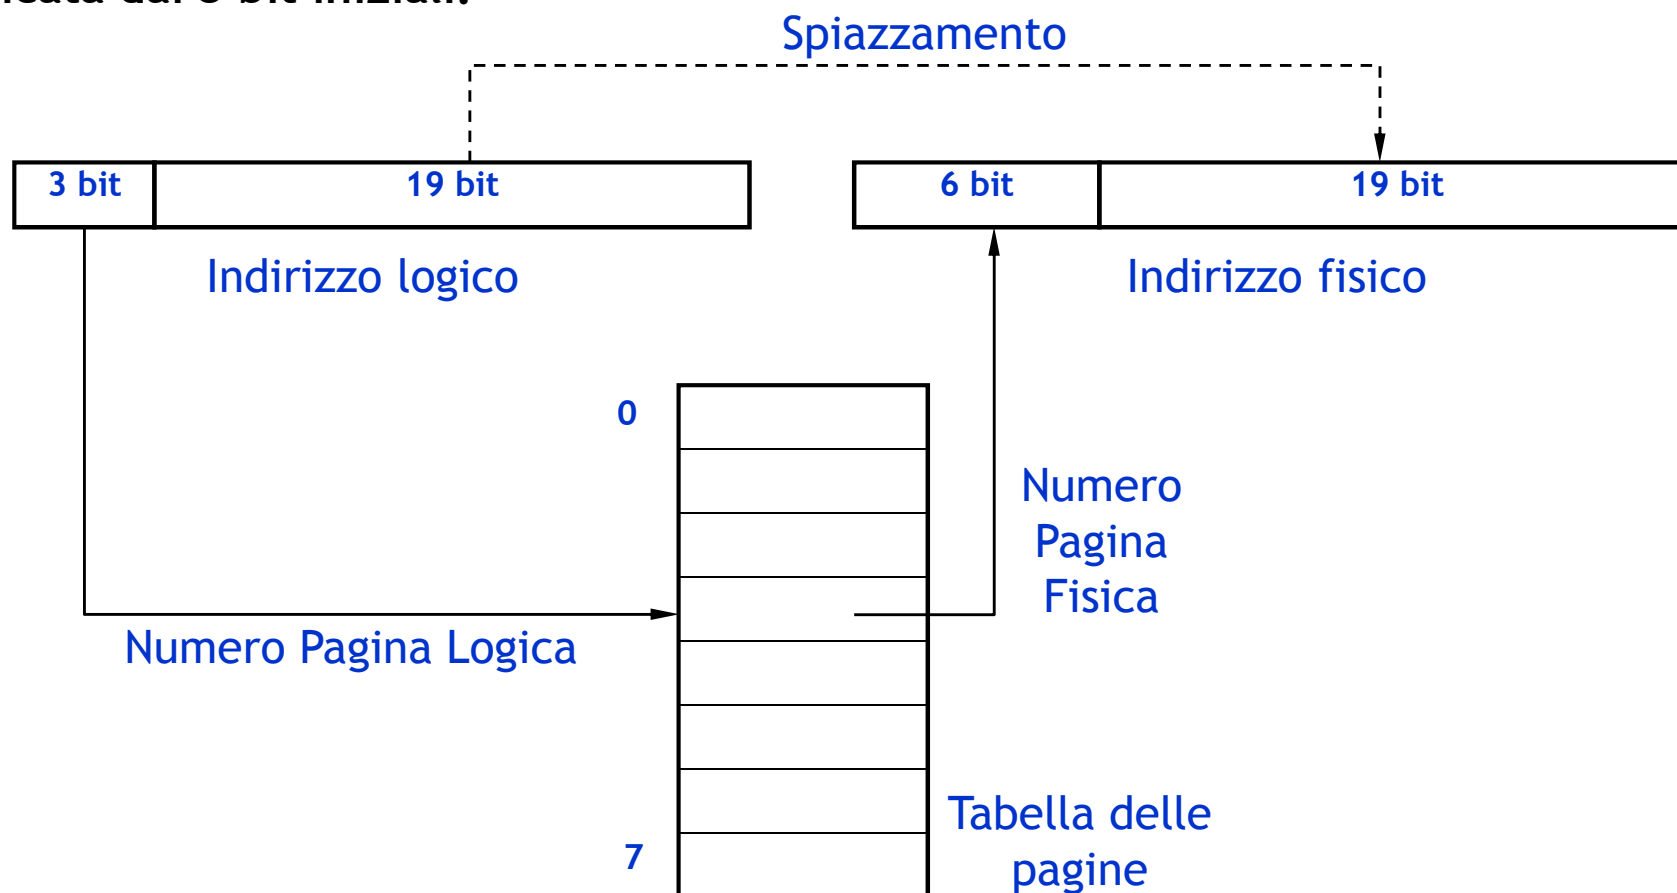 Spiazzamento
3 bit 19 bit 6 bit 19 bit
Indirizzo logico Indirizzo fisico
0
Numero
Pagina
Fisica
Numero Pagina Logica
Tabella delle
7
pagine